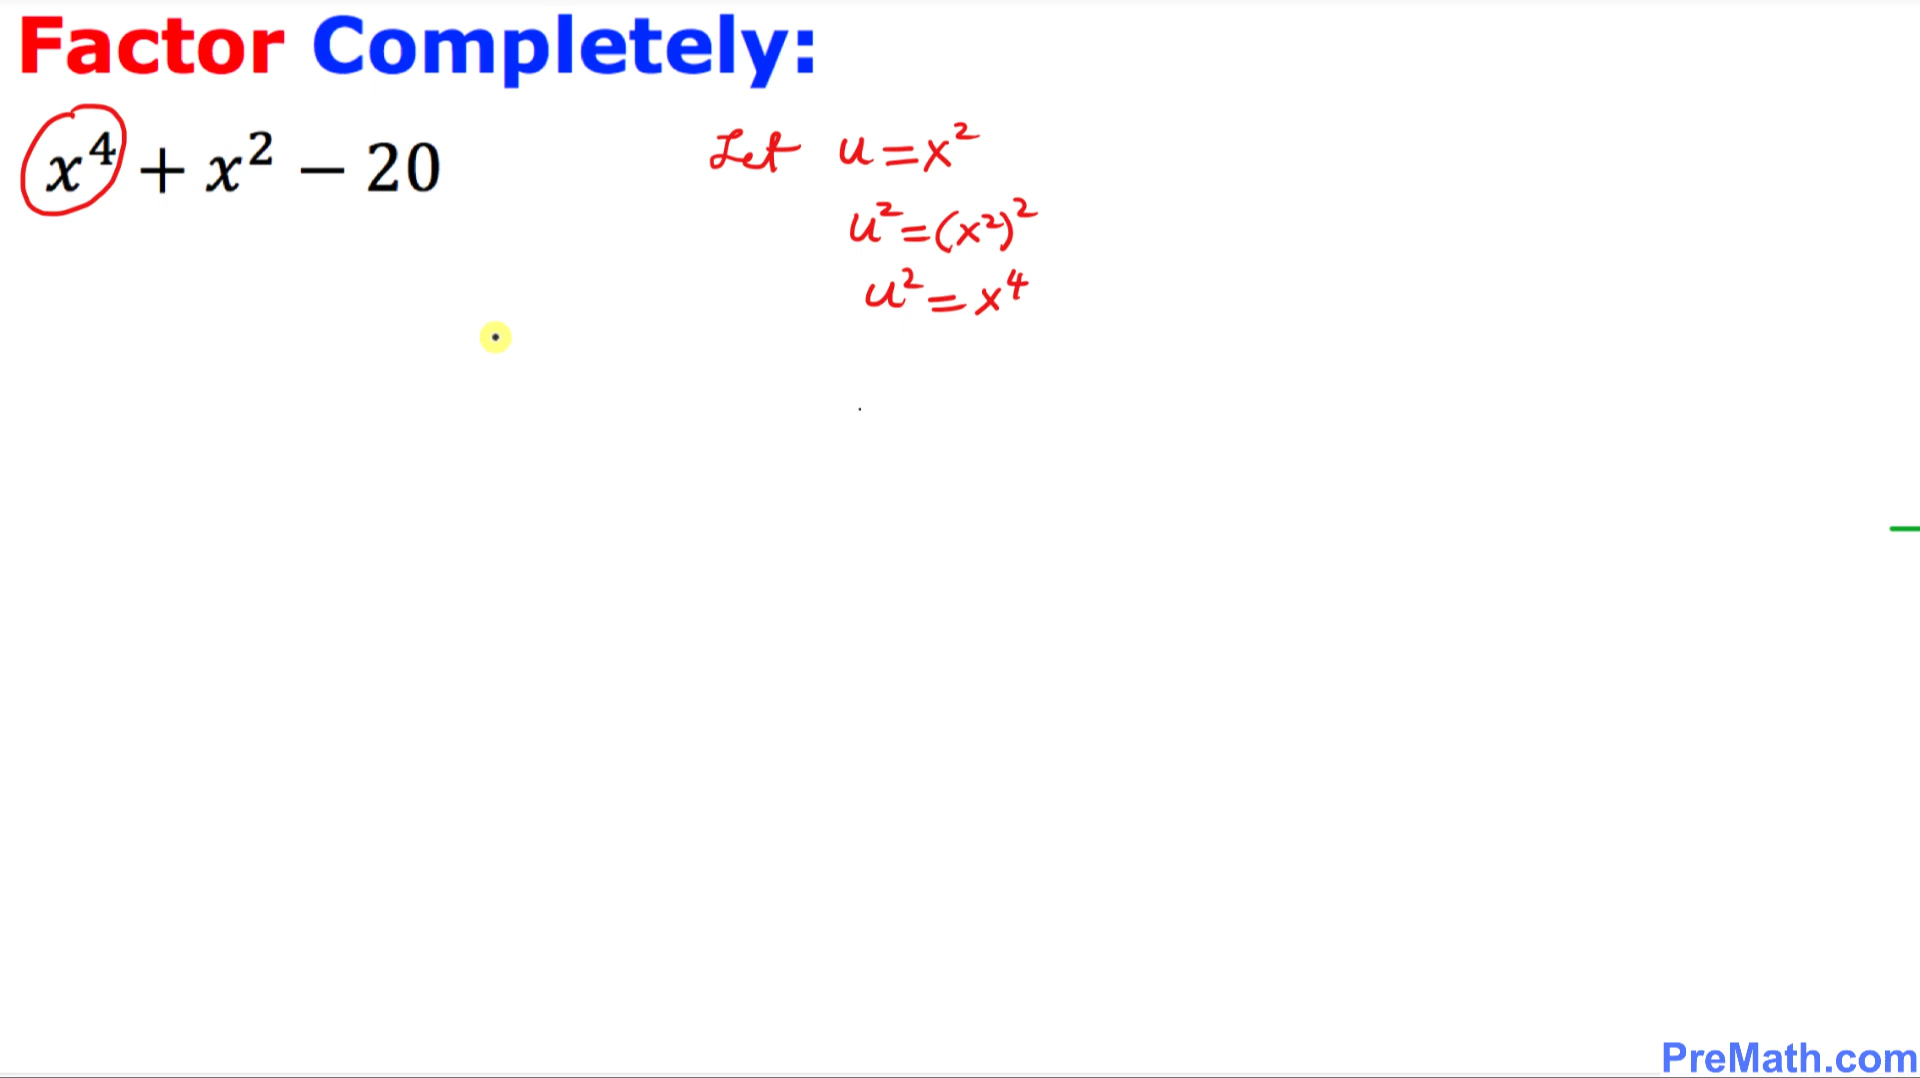 Factor Completely:
x⁴ + x² − 20
Let u = x²
u² = (x²)²
u² = x⁴
PreMath.com